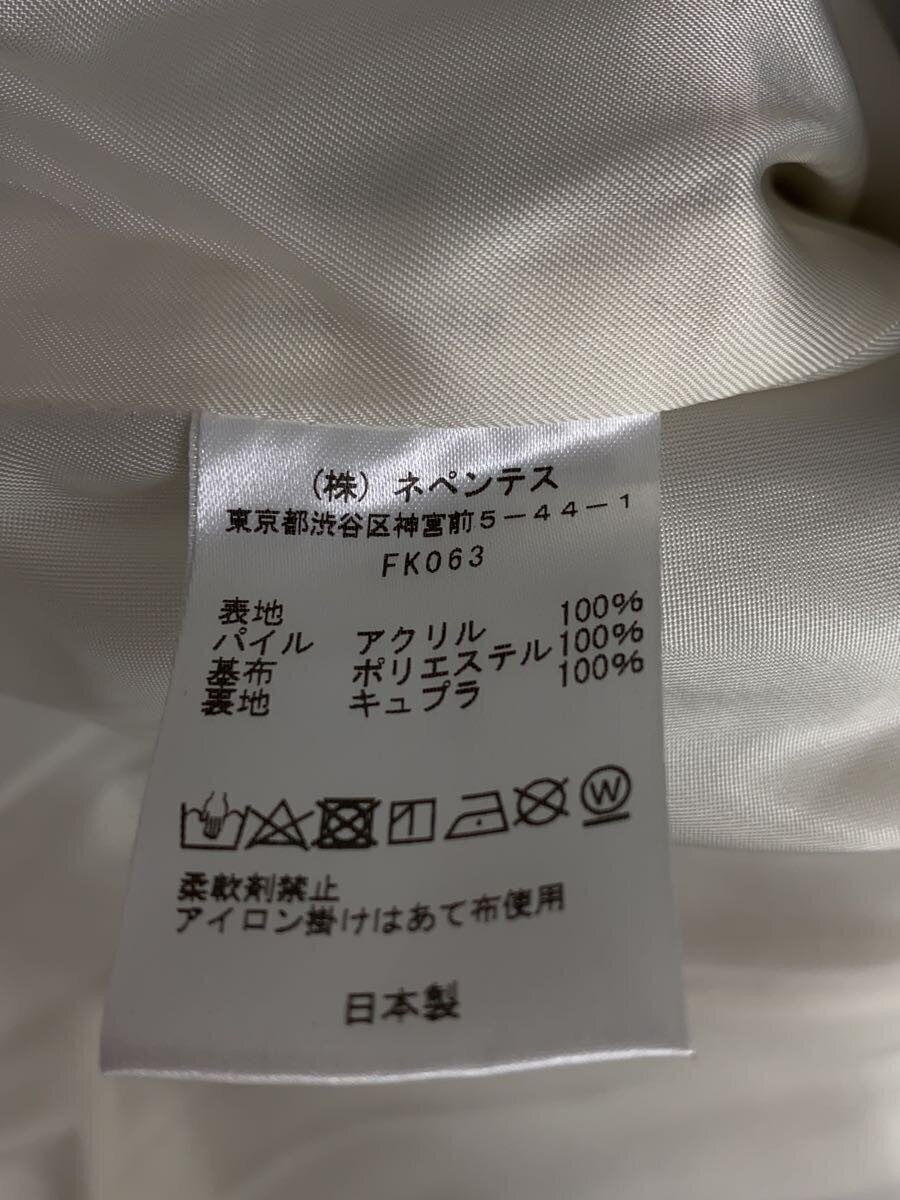 (株) ネペンテス
東京都渋谷区神宮前5-44-1
FK063
表地
パイル アクリル 100%
基布 ポリエステル 100%
裏地 キュプラ 100%
W
柔軟剤禁止
アイロン掛けはあて布使用
日本製